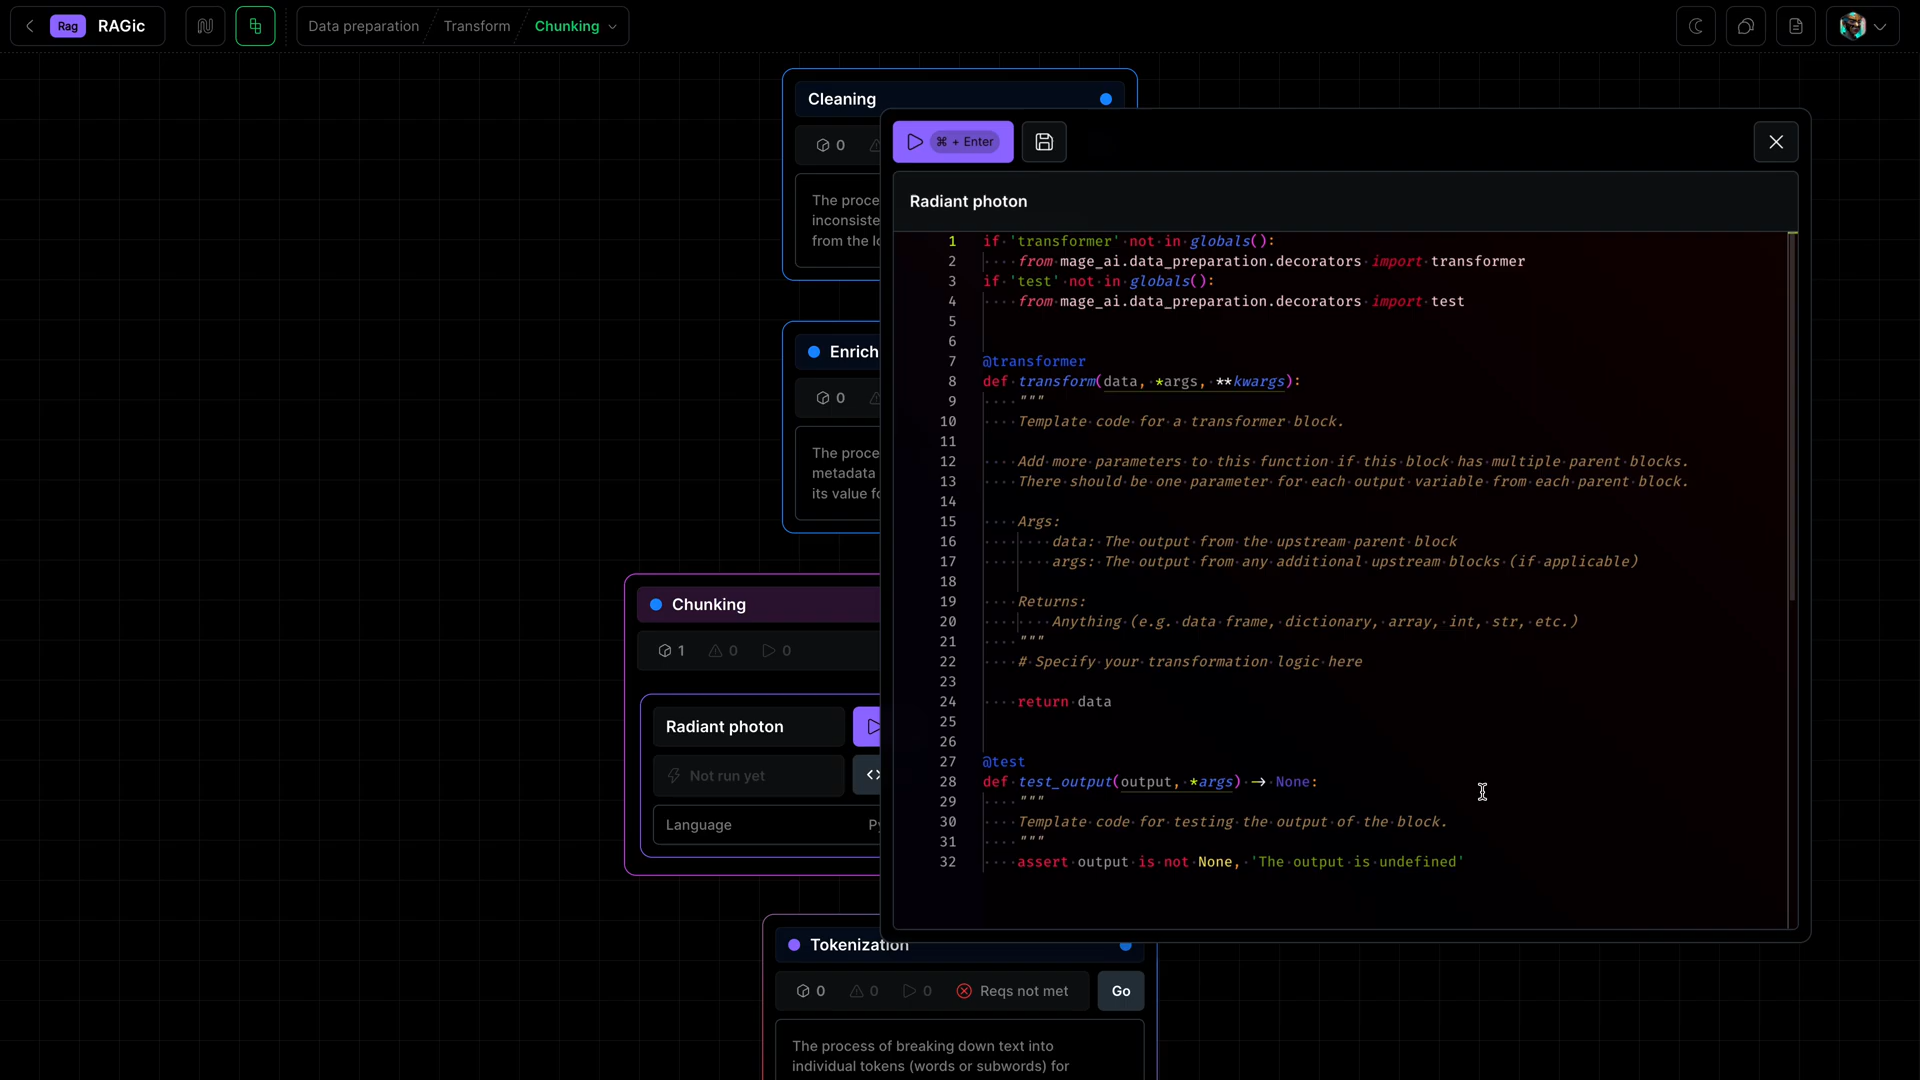 Rag RAGic
Data preparation Transform Chunking
Cleaning
0
The proce
inconsiste
from the lo
Enrich
0
The proce
metadata
its value fo
Chunking
1 0 0
Radiant photon
Not run yet
<>
Language Py
Tokenization
0 0 0 Reqs not met Go
The process of breaking down text into
individual tokens (words or subwords) for
⌘ + Enter
Radiant photon
1 if 'transformer' not in globals():
2     from mage_ai.data_preparation.decorators import transformer
3 if 'test' not in globals():
4     from mage_ai.data_preparation.decorators import test
5
6
7 @transformer
8 def transform(data, *args, **kwargs):
9     """
10     Template code for a transformer block.
11
12     Add more parameters to this function if this block has multiple parent blocks.
13     There should be one parameter for each output variable from each parent block.
14
15     Args:
16         data: The output from the upstream parent block
17         args: The output from any additional upstream blocks (if applicable)
18
19     Returns:
20         Anything (e.g. data frame, dictionary, array, int, str, etc.)
21     """
22     # Specify your transformation logic here
23
24     return data
25
26
27 @test
28 def test_output(output, *args) -> None:
29     """
30     Template code for testing the output of the block.
31     """
32     assert output is not None, 'The output is undefined'